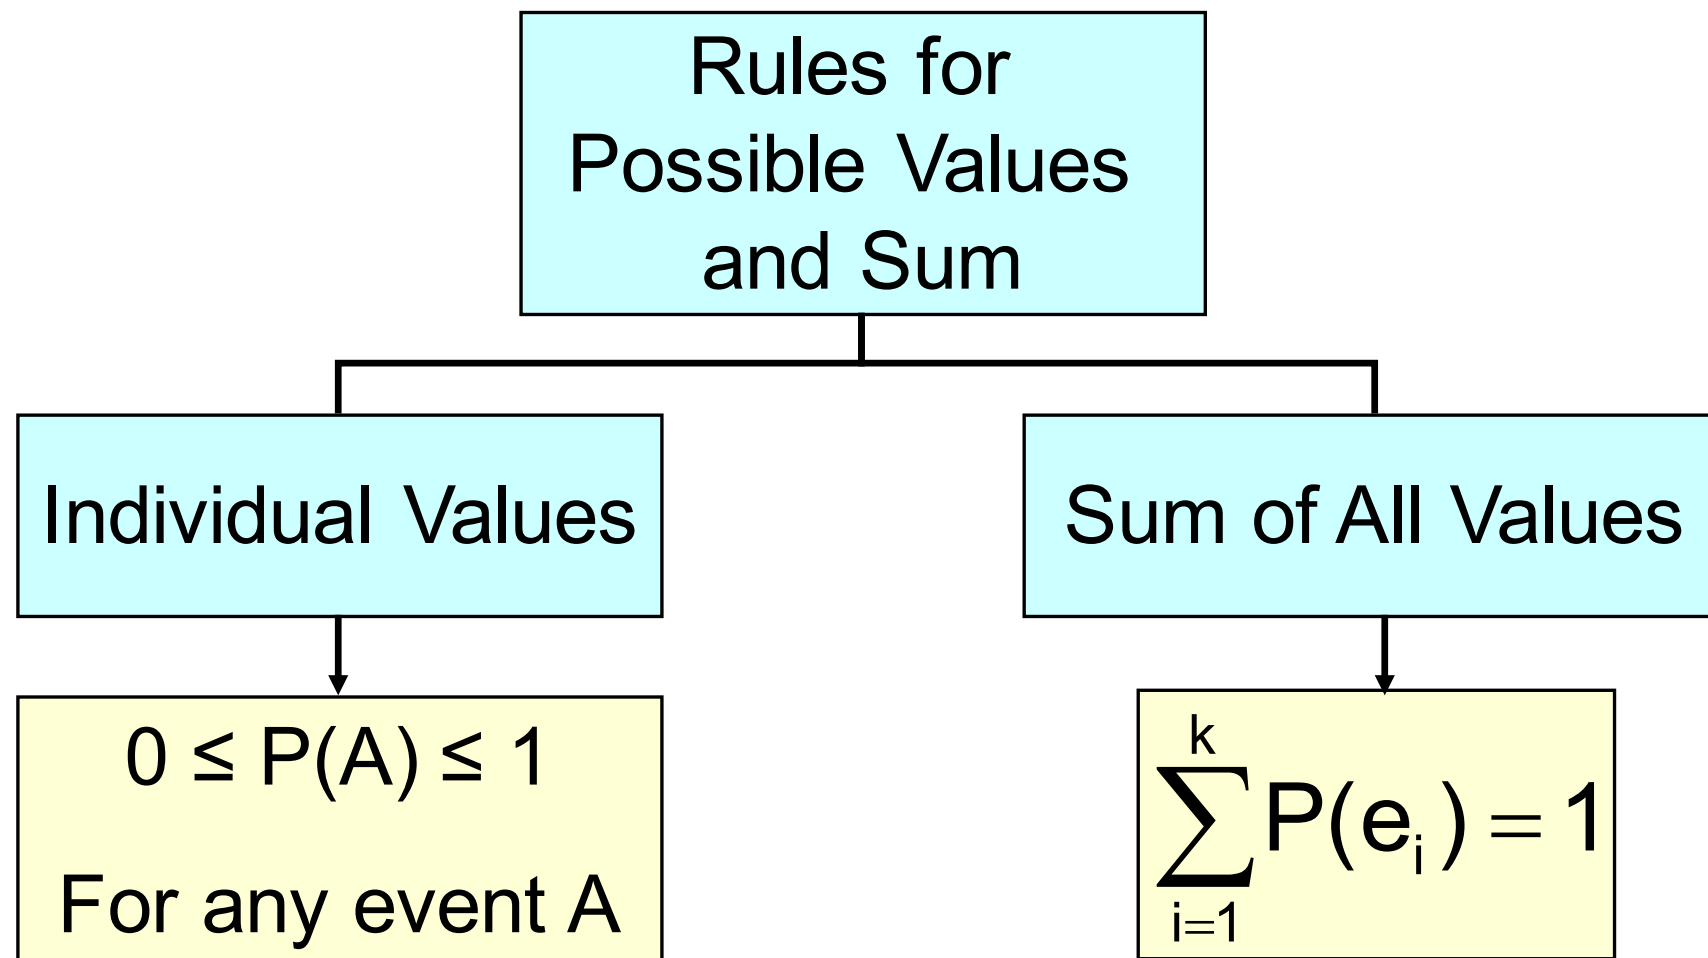 Rules for
Possible Values
and Sum
Individual Values
Sum of All Values
0 ≤ P(A) ≤ 1
For any event A
k
∑P(eᵢ) = 1
i=1